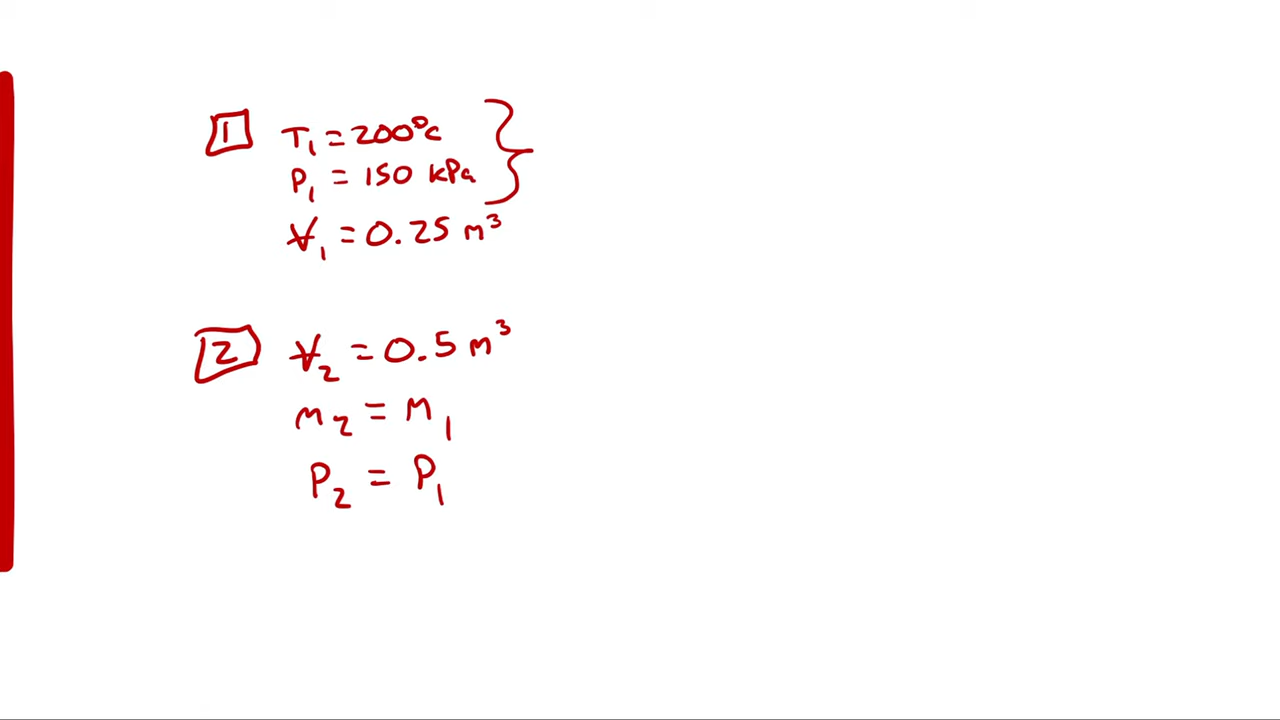 1 T₁ = 200°C
P₁ = 150 kPa
V₁ = 0.25 m³
2 V₂ = 0.5 m³
m₂ = m₁
P₂ = P₁